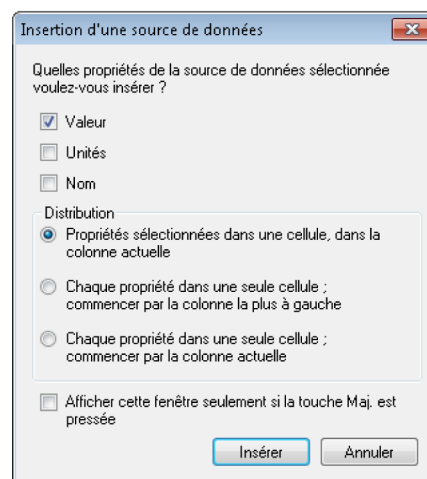 Insertion d'une source de données
Quelles propriétés de la source de données sélectionnée
voulez-vous insérer ?
Valeur
Unités
Nom
Distribution
Propriétés sélectionnées dans une cellule, dans la
colonne actuelle
Chaque propriété dans une seule cellule ;
commencer par la colonne la plus à gauche
Chaque propriété dans une seule cellule ;
commencer par la colonne actuelle
Afficher cette fenêtre seulement si la touche Maj. est
pressée
Insérer Annuler